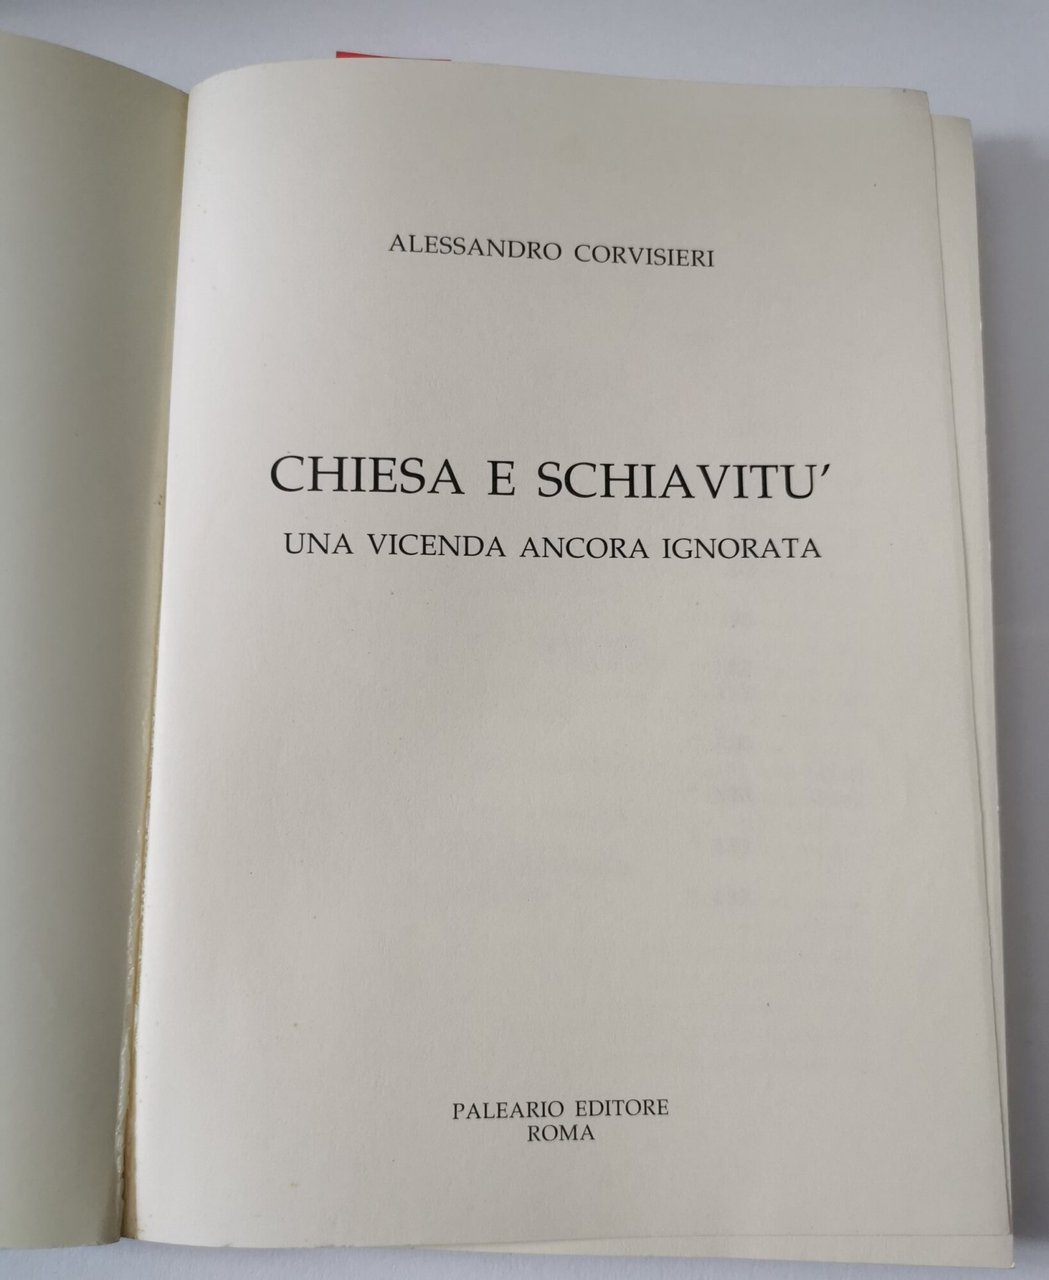 ALESSANDRO CORVISIERI
CHIESA E SCHIAVITU'
UNA VICENDA ANCORA IGNORATA
PALEARIO EDITORE
ROMA